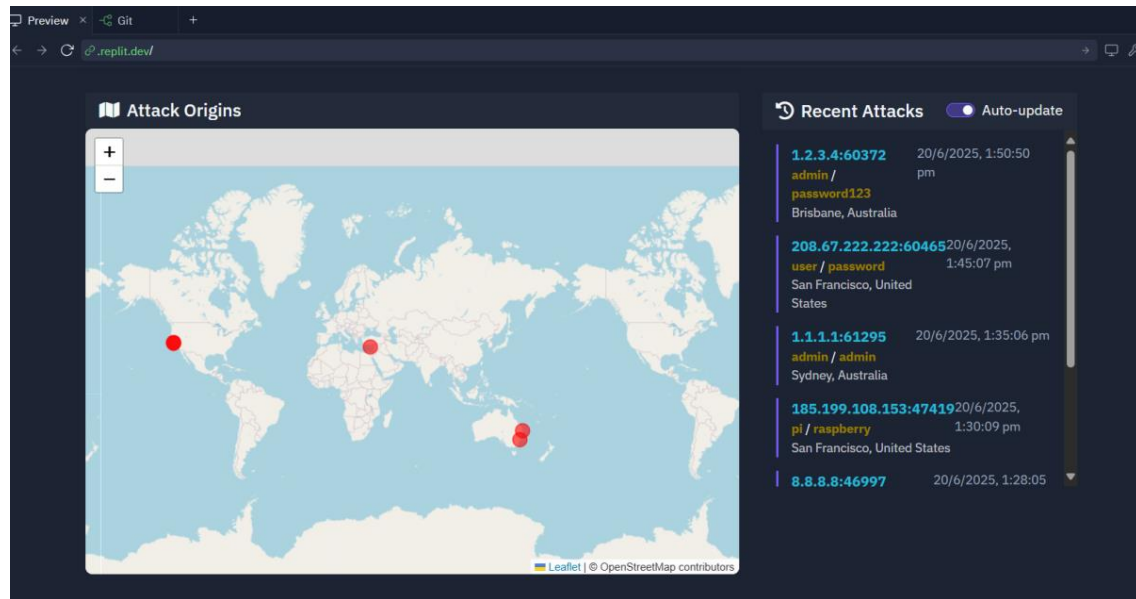 Preview
Git
.replit.dev/
Attack Origins
+
−
Leaflet | © OpenStreetMap contributors
Recent Attacks
Auto-update
1.2.3.4:60372 20/6/2025, 1:50:50
pm
admin /
password123
Brisbane, Australia
208.67.222.222:60465 20/6/2025,
1:45:07 pm
user / password
San Francisco, United
States
1.1.1.1:61295 20/6/2025, 1:35:06 pm
admin / admin
Sydney, Australia
185.199.108.153:47419 20/6/2025,
1:30:09 pm
pi / raspberry
San Francisco, United States
8.8.8.8:46997 20/6/2025, 1:28:05